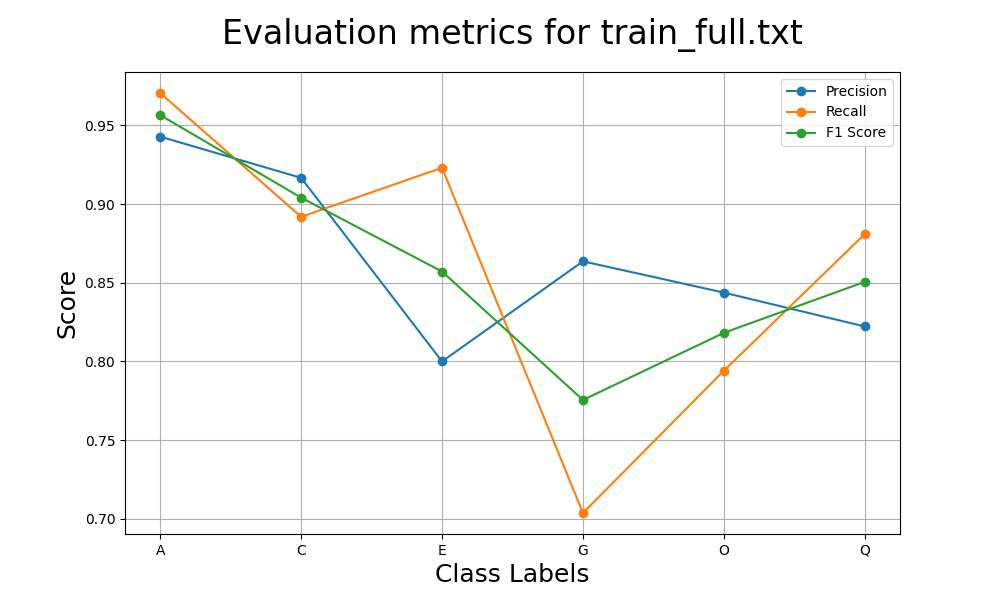 Evaluation metrics for train_full.txt
Precision
Recall
F1 Score
Score
0.95
0.90
0.85
0.80
0.75
0.70
A C E G O Q
Class Labels